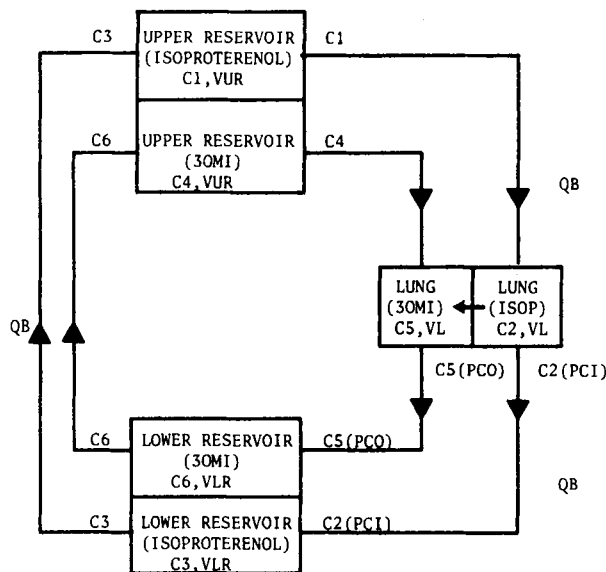 C3
UPPER RESERVOIR
(ISOPROTERENOL)
C1,VUR
C1
C6
UPPER RESERVOIR
(3OMI)
C4,VUR
C4
QB
LUNG
(3OMI)
C5,VL
LUNG
(ISOP)
C2,VL
QB
C5(PCO)
C2(PCI)
C6
LOWER RESERVOIR
(3OMI)
C6,VLR
C5(PCO)
QB
C3
LOWER RESERVOIR
(ISOPROTERENOL)
C3,VLR
C2(PCI)